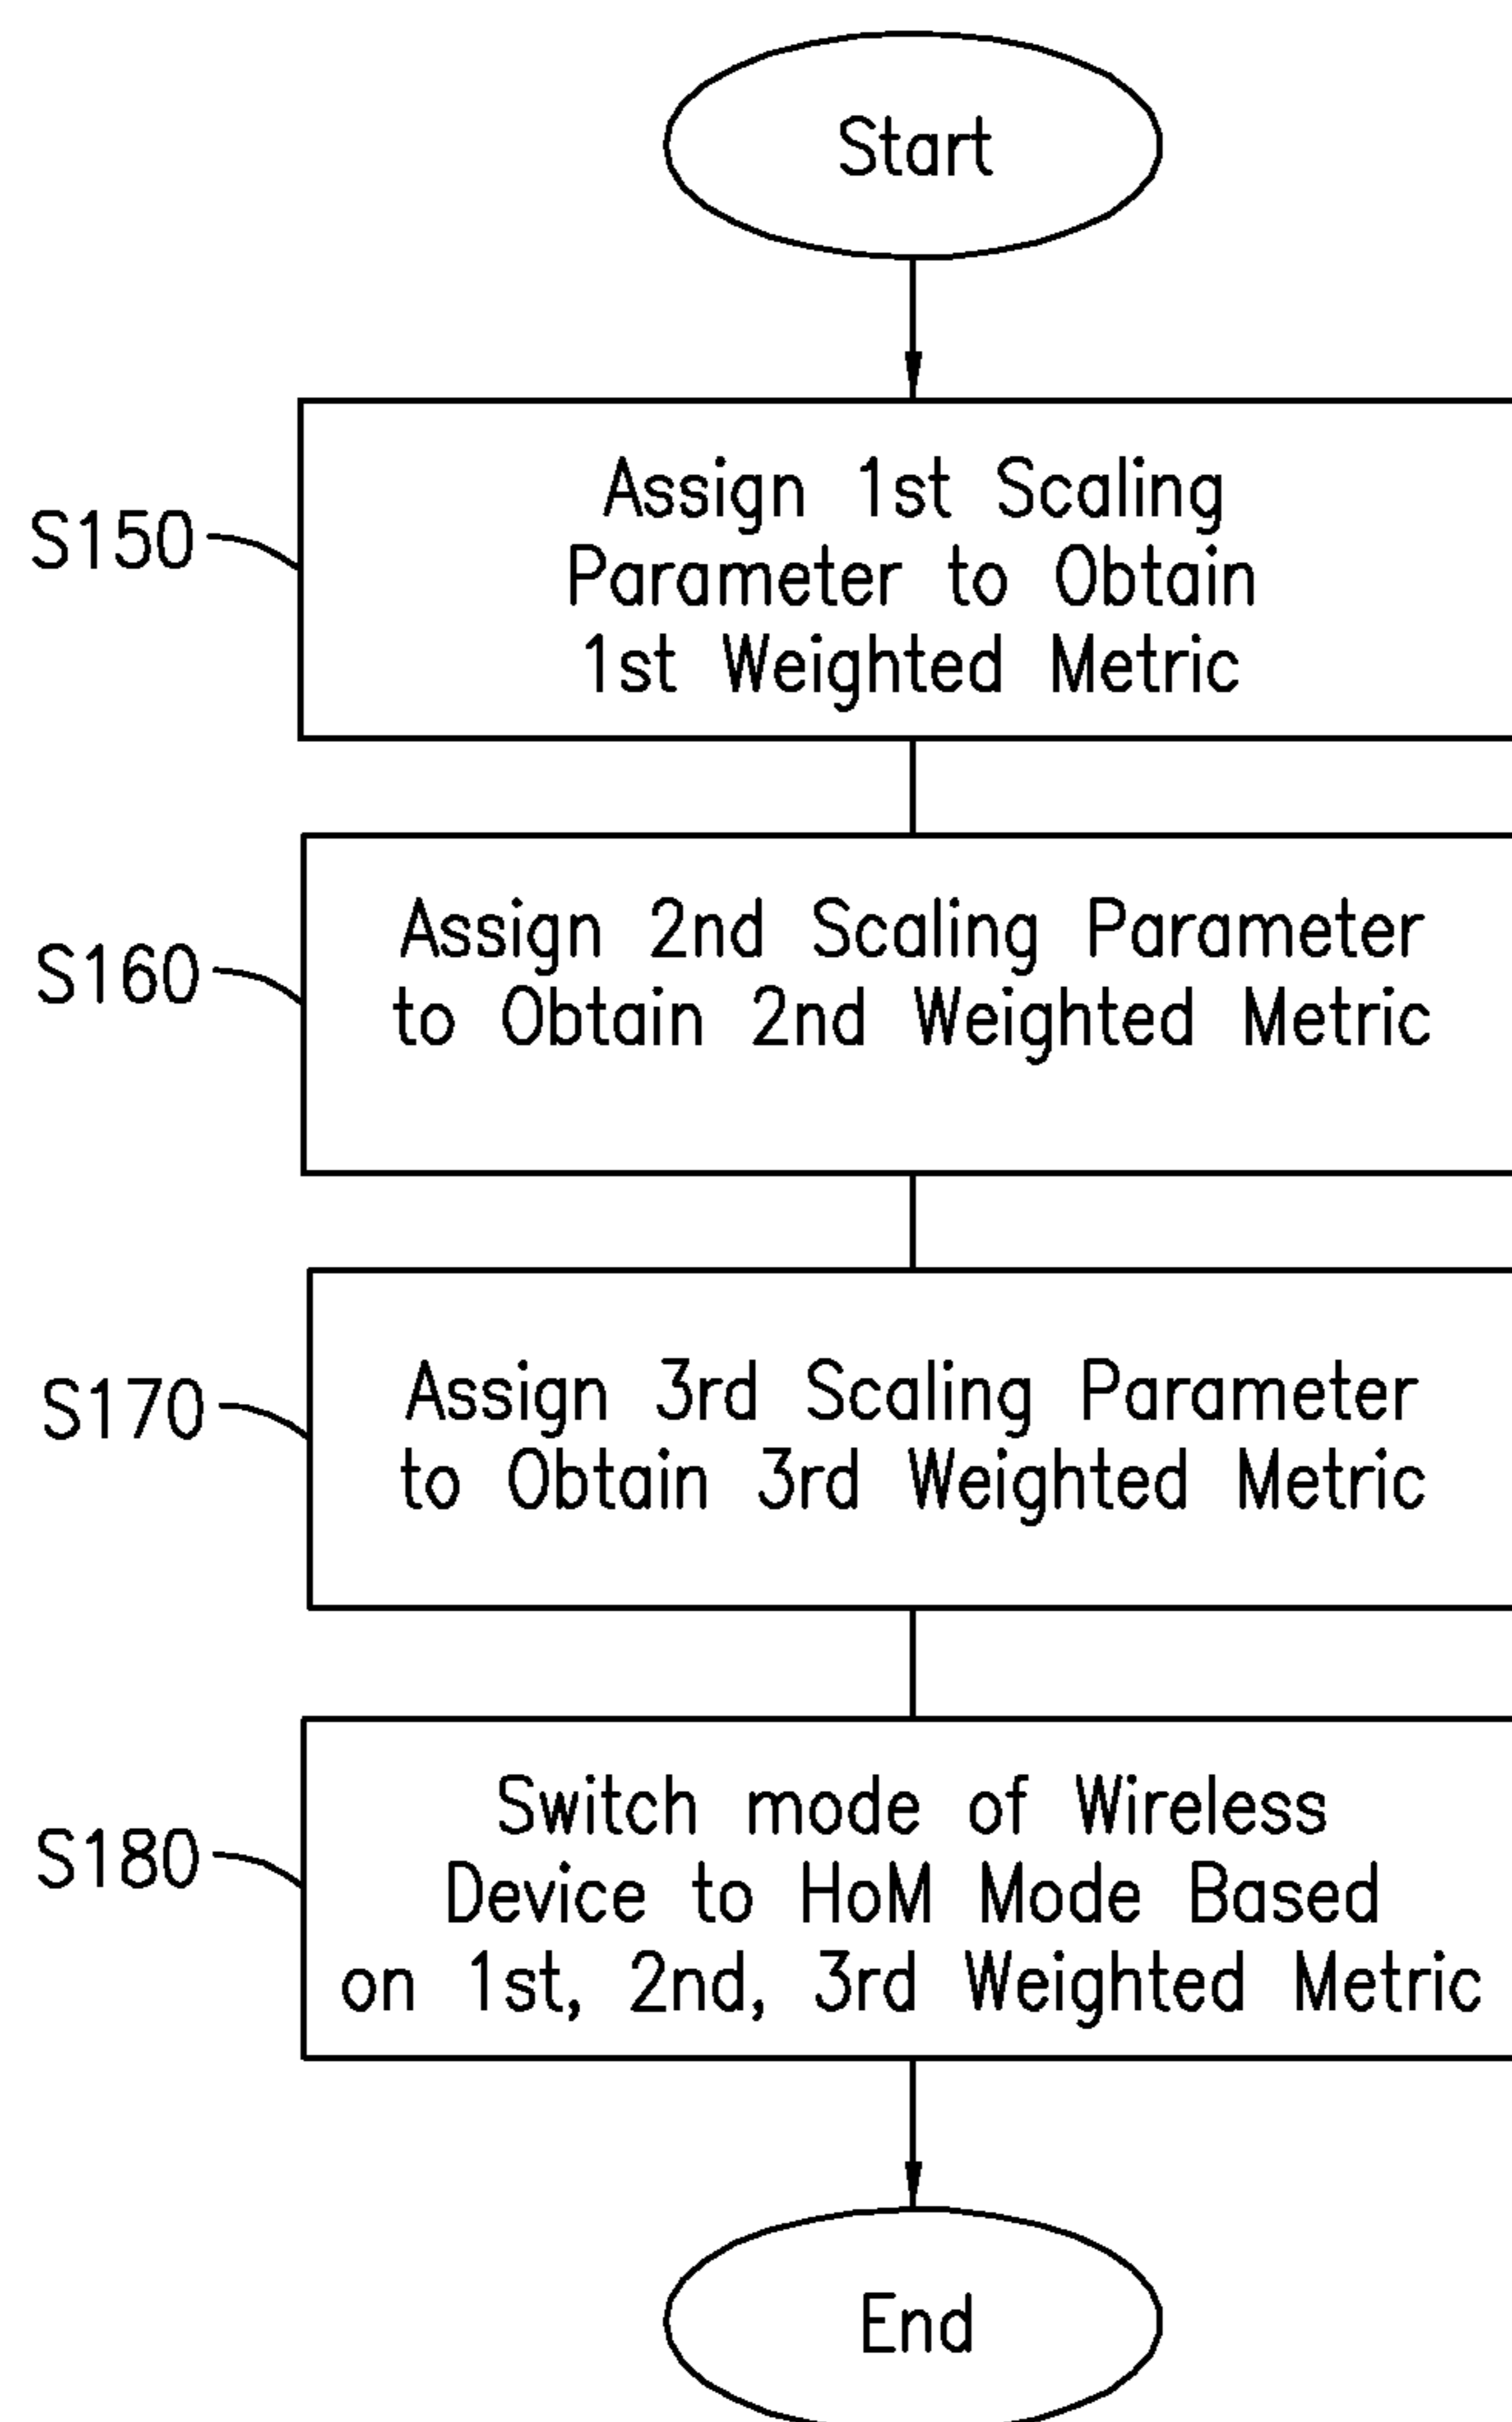 Start
S150
Assign 1st Scaling
Parameter to Obtain
1st Weighted Metric
S160
Assign 2nd Scaling Parameter
to Obtain 2nd Weighted Metric
S170
Assign 3rd Scaling Parameter
to Obtain 3rd Weighted Metric
S180
Switch mode of Wireless
Device to HoM Mode Based
on 1st, 2nd, 3rd Weighted Metric
End